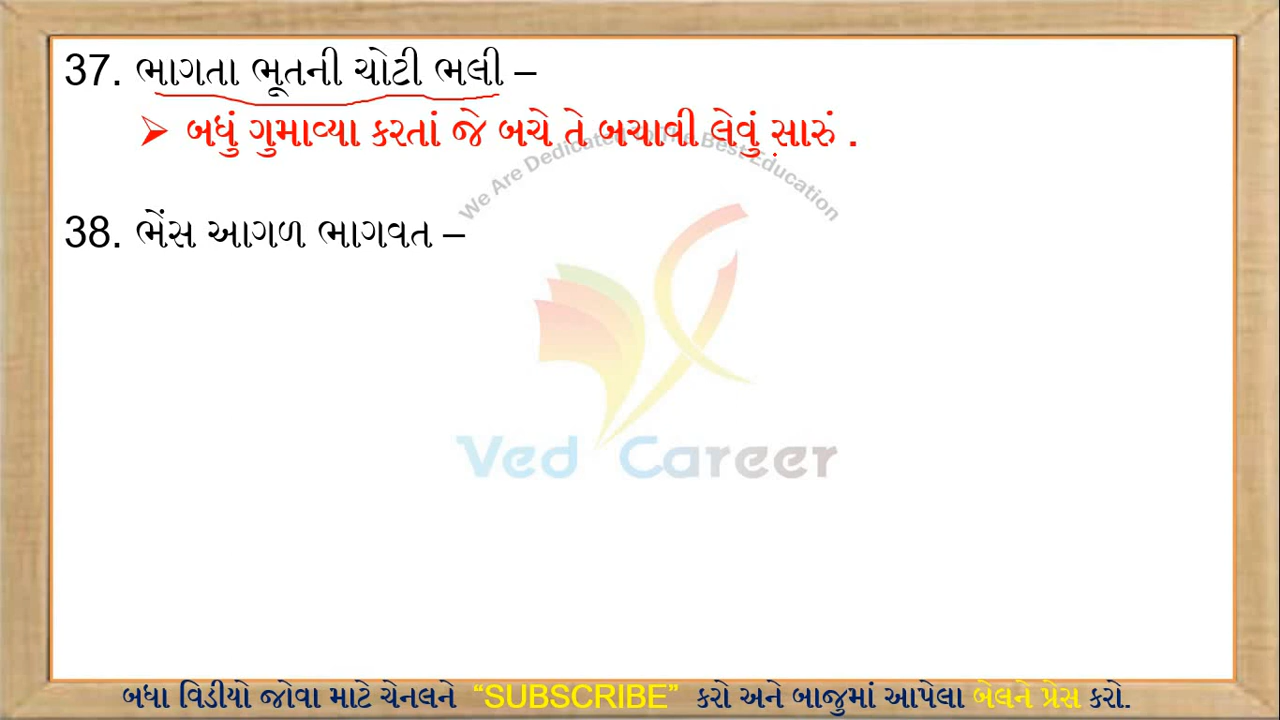 37. ભાગતા ભૂતની ચોટી ભલી –
➢ બધું ગુમાવ્યા કરતાં જે બચે તે બચાવી લેવું સારું .
We Are Dedicated To The Best Education
38. ભેંસ આગળ ભાગવત –
Ved Career
બધા વિડીયો જોવા માટે ચેનલને “SUBSCRIBE” કરો અને બાજુમાં આપેલા બેલને પ્રેસ કરો.